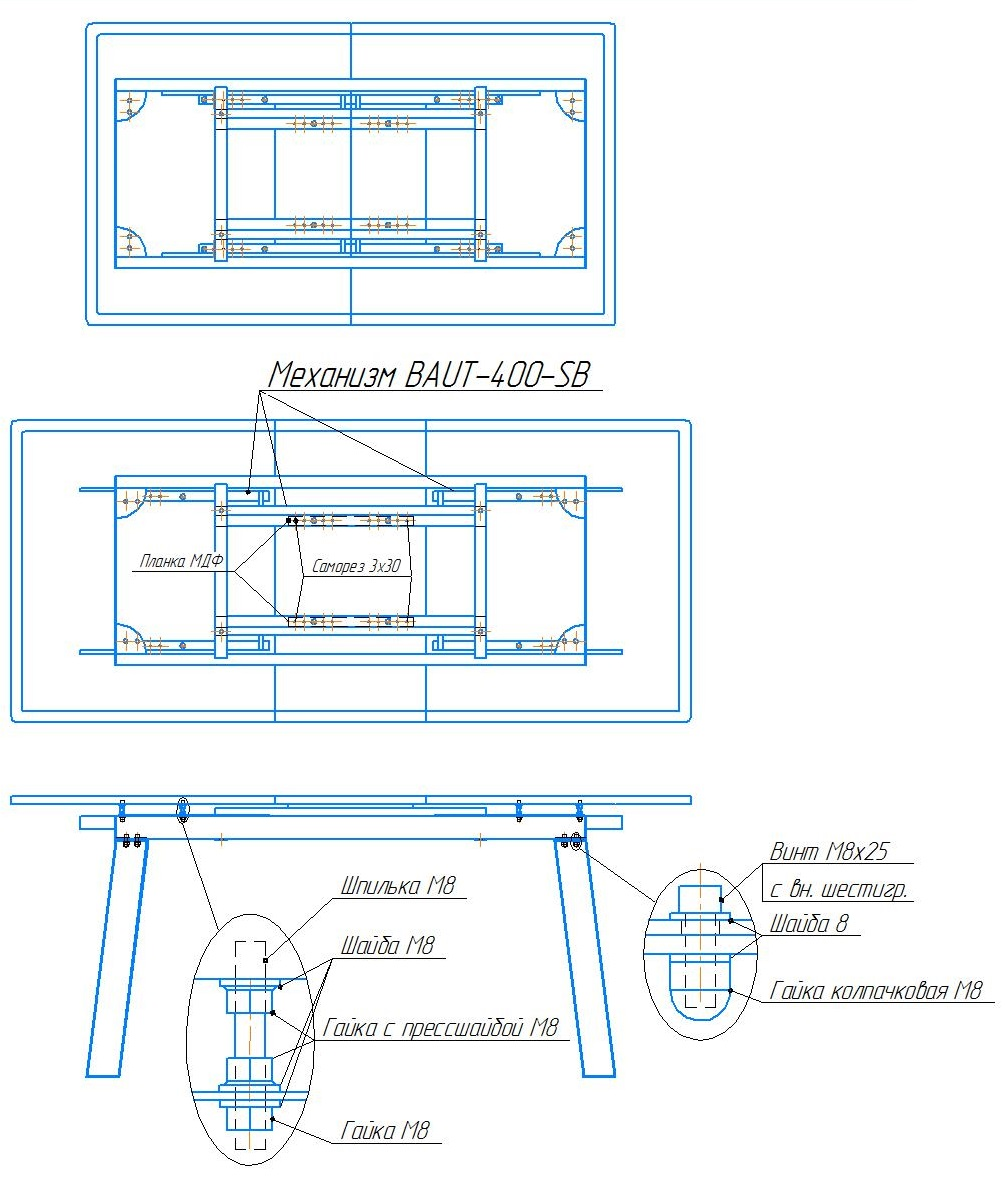 Механизм BAUT-400-SB
Планка МДФ
Саморез 3х30
Винт М8х25
с вн. шестигр.
Шпилька М8
Шайба 8
Шайба М8
Гайка колпачковая М8
Гайка с прессшайбой М8
Гайка М8